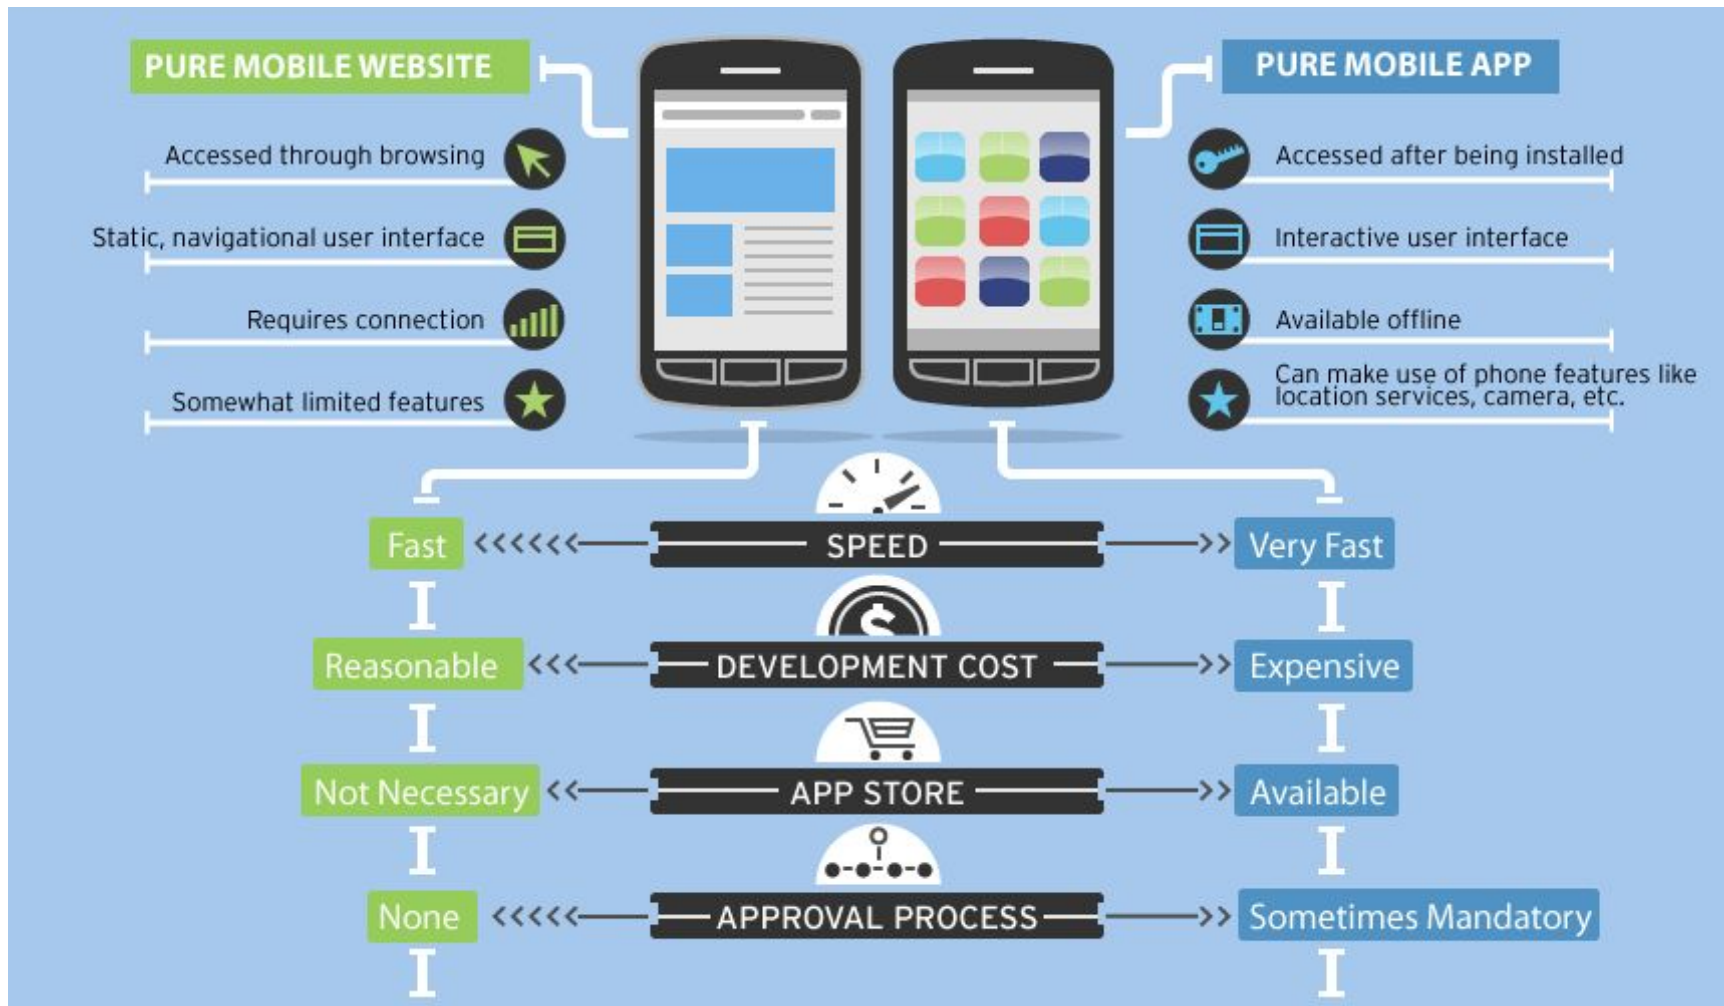 PURE MOBILE WEBSITE
Accessed through browsing
Static, navigational user interface
Requires connection
Somewhat limited features
PURE MOBILE APP
Accessed after being installed
Interactive user interface
Available offline
Can make use of phone features like
location services, camera, etc.
Fast
SPEED
Very Fast
$
Reasonable
DEVELOPMENT COST
Expensive
Not Necessary
APP STORE
Available
None
APPROVAL PROCESS
Sometimes Mandatory